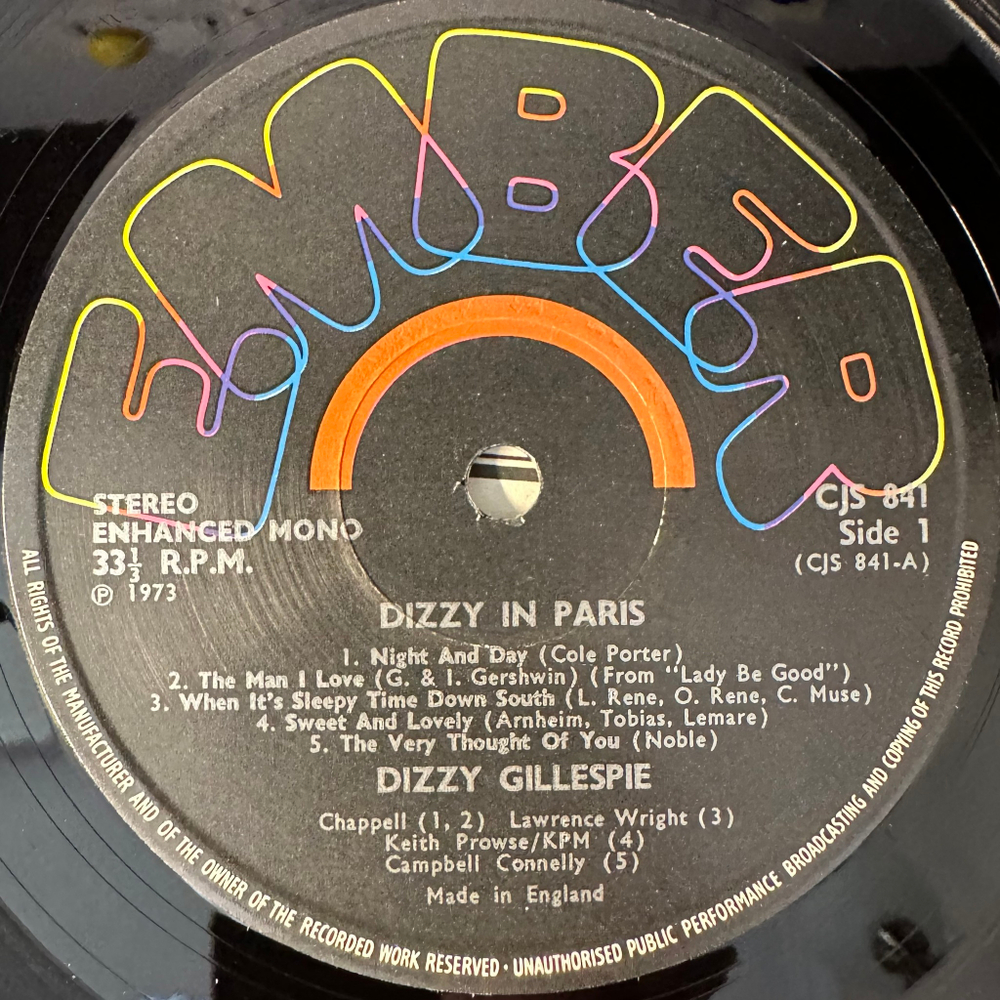 EMBER
STEREO
ENHANCED MONO
33⅓ R.P.M.
℗ 1973
CJS 841
Side 1
(CJS 841-A)
DIZZY IN PARIS
1. Night And Day (Cole Porter)
2. The Man I Love (G. & I. Gershwin) (From "Lady Be Good")
3. When It's Sleepy Time Down South (L. Rene, O. Rene, C. Muse)
4. Sweet And Lovely (Arnheim, Tobias, Lemare)
5. The Very Thought Of You (Noble)
DIZZY GILLESPIE
Chappell (1, 2) Lawrence Wright (3)
Keith Prowse/KPM (4)
Campbell Connelly (5)
Made in England
ALL RIGHTS OF THE MANUFACTURER AND OF THE OWNER OF THE RECORDED WORK RESERVED · UNAUTHORISED PUBLIC PERFORMANCE BROADCASTING AND COPYING OF THIS RECORD PROHIBITED